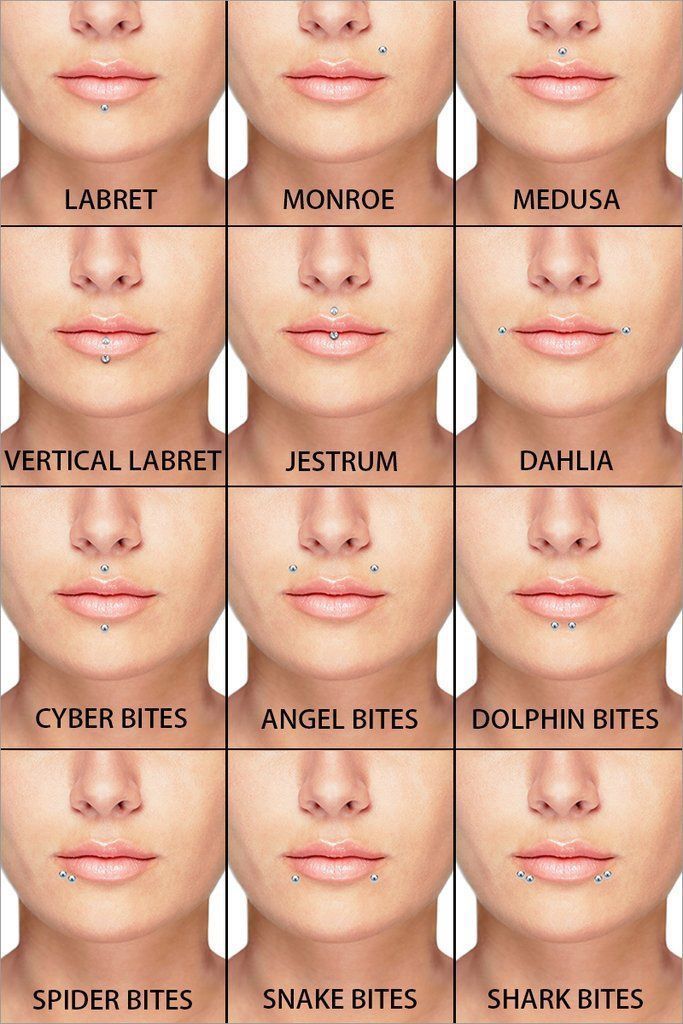 LABRET
MONROE
MEDUSA
VERTICAL LABRET
JESTRUM
DAHLIA
CYBER BITES
ANGEL BITES
DOLPHIN BITES
SPIDER BITES
SNAKE BITES
SHARK BITES